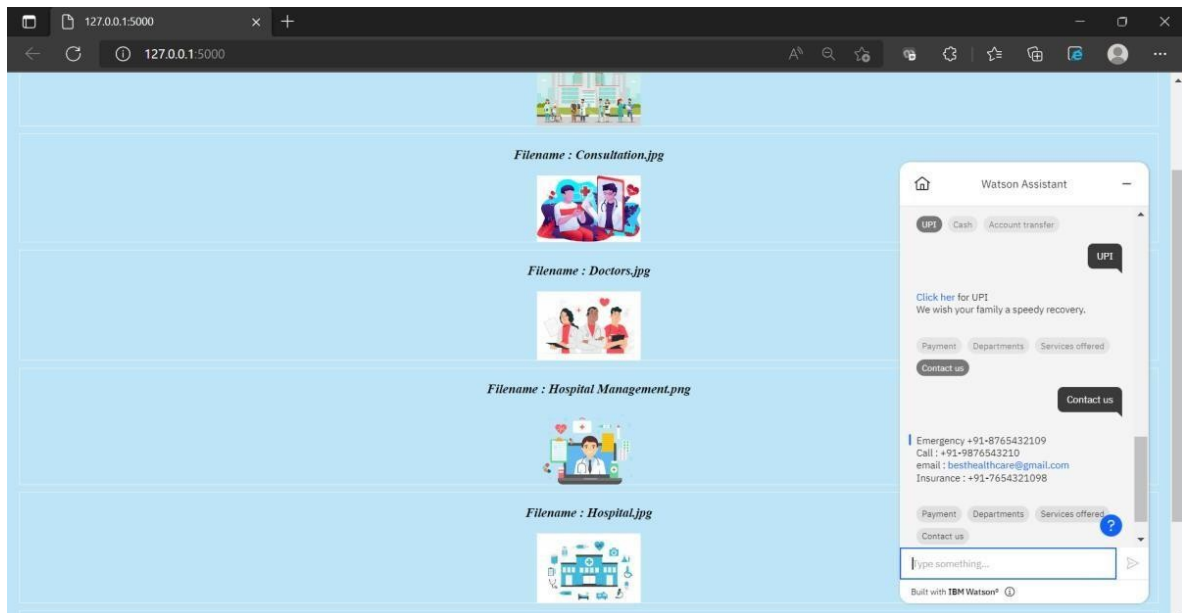 127.0.0.1:5000
127.0.0.1:5000
Filename : Consultation.jpg
Filename : Doctors.jpg
Filename : Hospital Management.png
Filename : Hospital.jpg
Watson Assistant
UPI Cash Account transfer
UPI
Click her for UPI
We wish your family a speedy recovery.
Payment Departments Services offered
Contact us
Contact us
Emergency +91-8765432109
Call : +91-9876543210
email : besthealthcare@gmail.com
Insurance : +91-7654321098
Payment Departments Services offered
?
Contact us
Type something...
Built with IBM Watson®